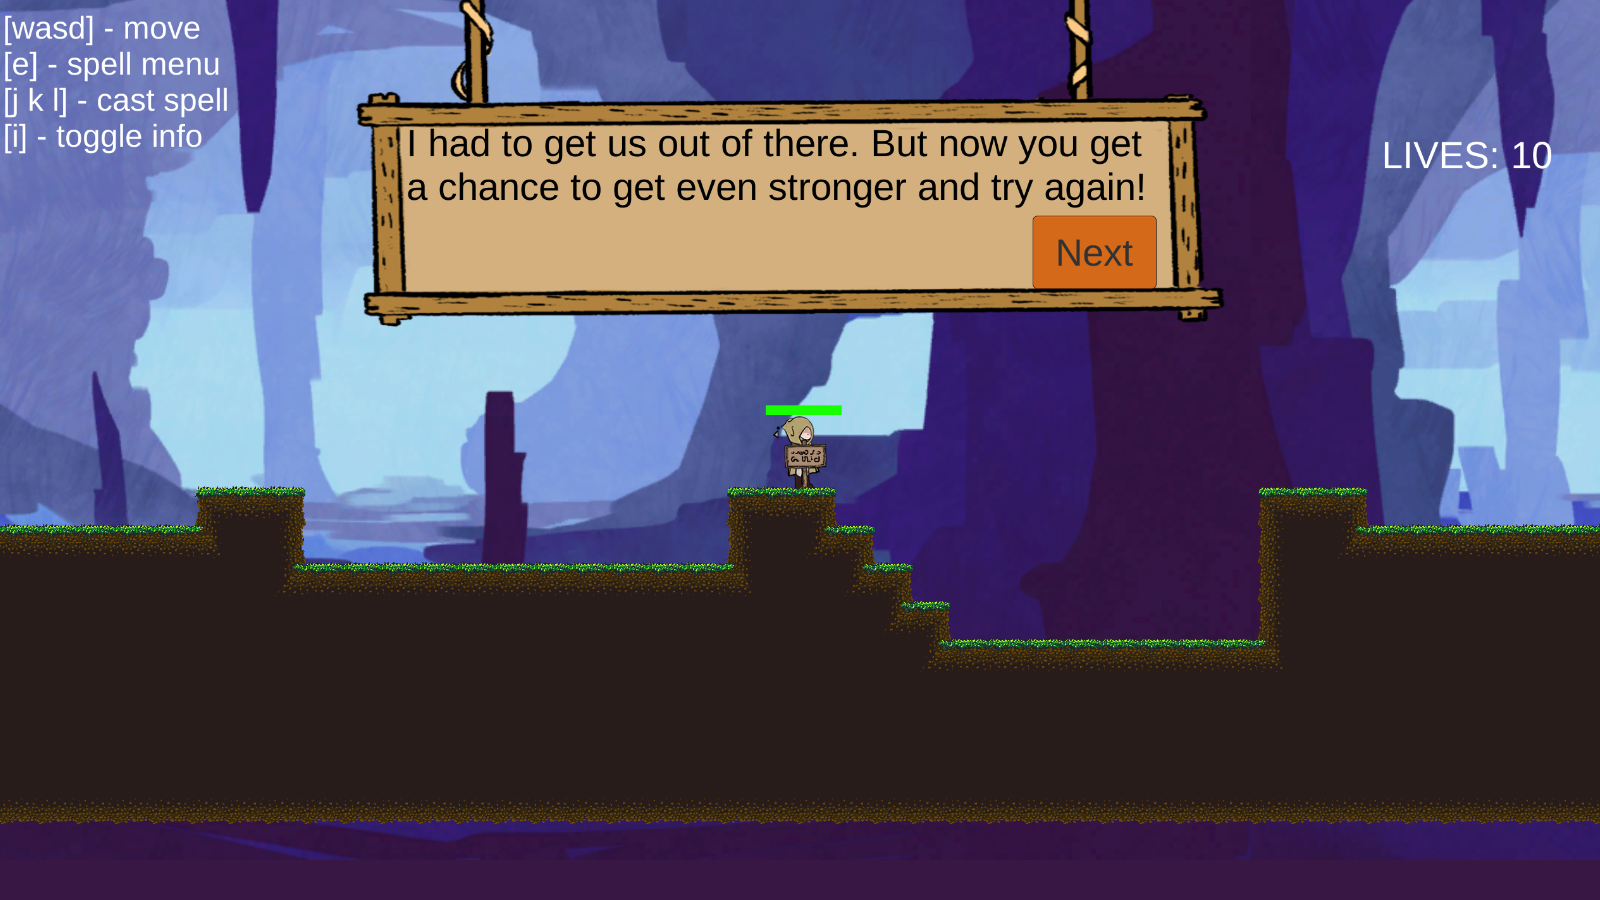 [wasd] - move
[e] - spell menu
[j k l] - cast spell
[i] - toggle info
I had to get us out of there. But now you get
a chance to get even stronger and try again!
Next
LIVES: 10